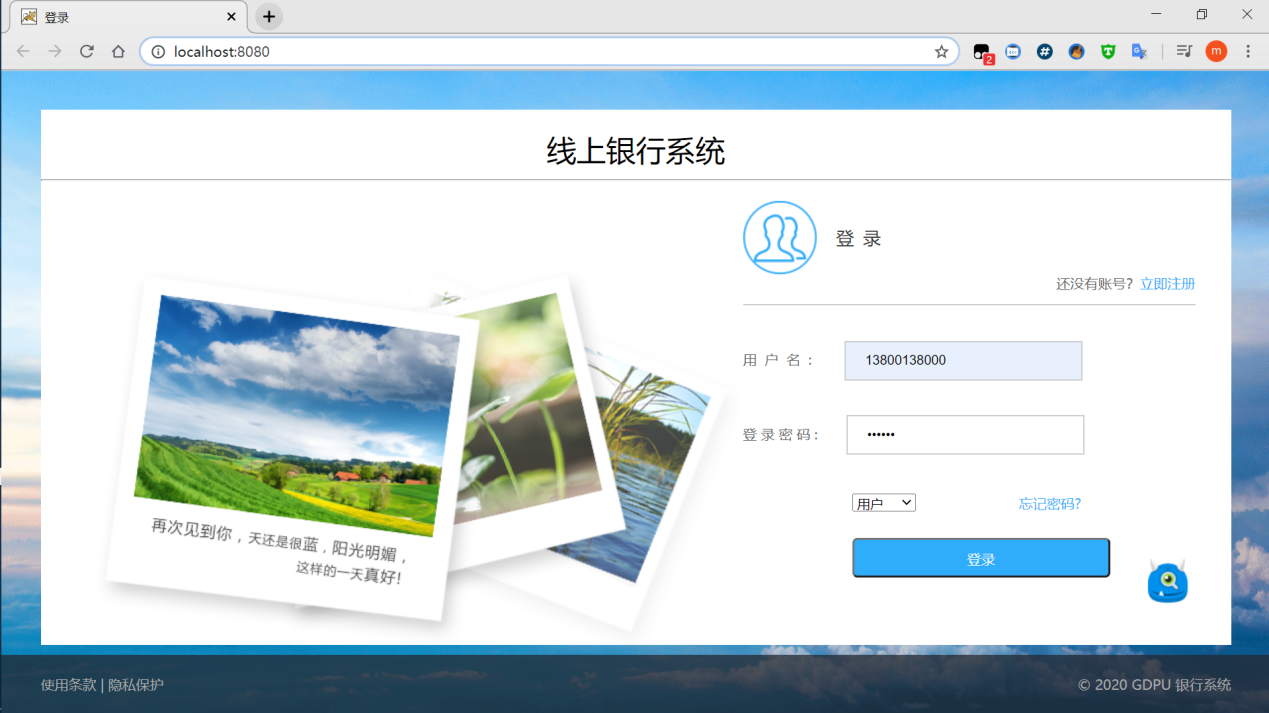 登录
localhost:8080
2
m
线上银行系统
登 录
还没有账号? 立即注册
用 户 名 : 13800138000
登 录 密 码 : ••••••
用户 忘记密码?
登录
再次见到你，天还是很蓝，阳光明媚，
这样的一天真好!
使用条款 | 隐私保护
© 2020 GDPU 银行系统